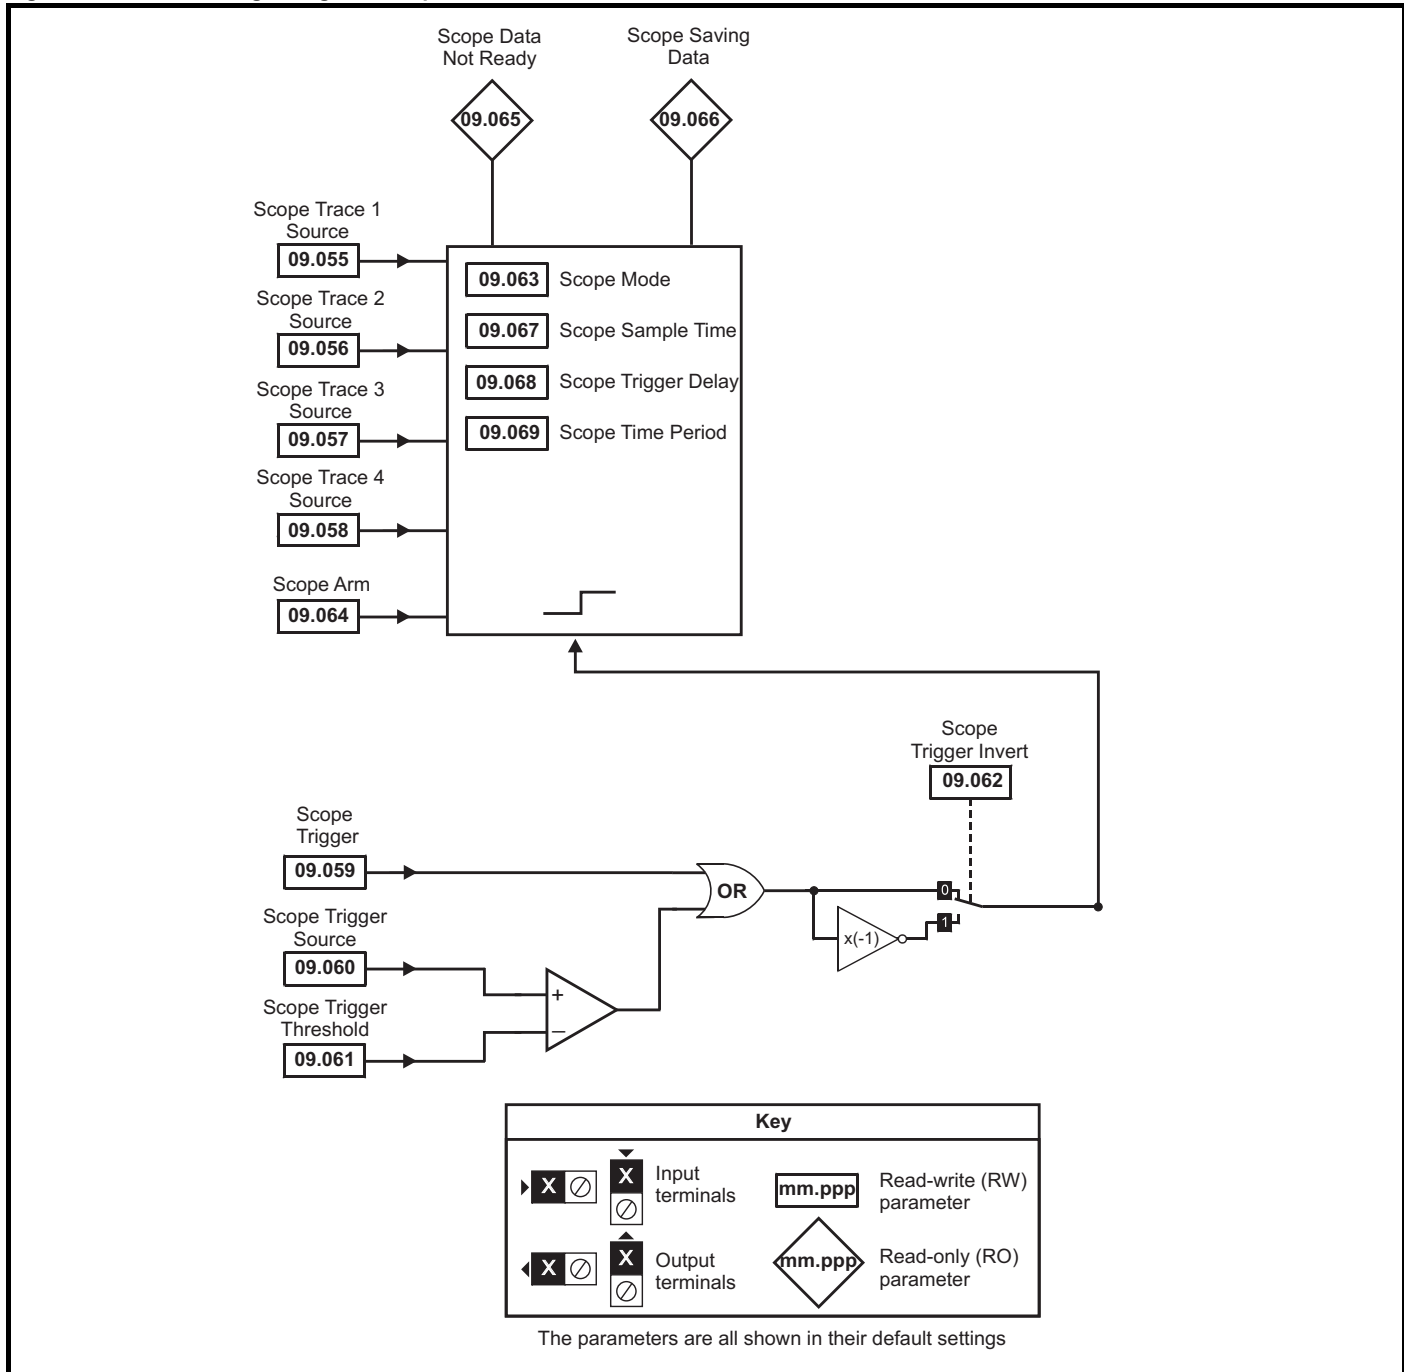 Scope Data
Not Ready
Scope Saving
Data
09.065
09.066
Scope Trace 1
Source
09.055
Scope Trace 2
Source
09.056
Scope Trace 3
Source
09.057
Scope Trace 4
Source
09.058
Scope Arm
09.064
09.063 Scope Mode
09.067 Scope Sample Time
09.068 Scope Trigger Delay
09.069 Scope Time Period
Scope
Trigger Invert
09.062
Scope
Trigger
09.059
OR
0
1
x(-1)
Scope Trigger
Source
09.060
+
Scope Trigger
Threshold
–
09.061
Key
X
X
Input
terminals
mm.ppp
Read-write (RW)
parameter
X
X
Output
terminals
mm.ppp
Read-only (RO)
parameter
The parameters are all shown in their default settings